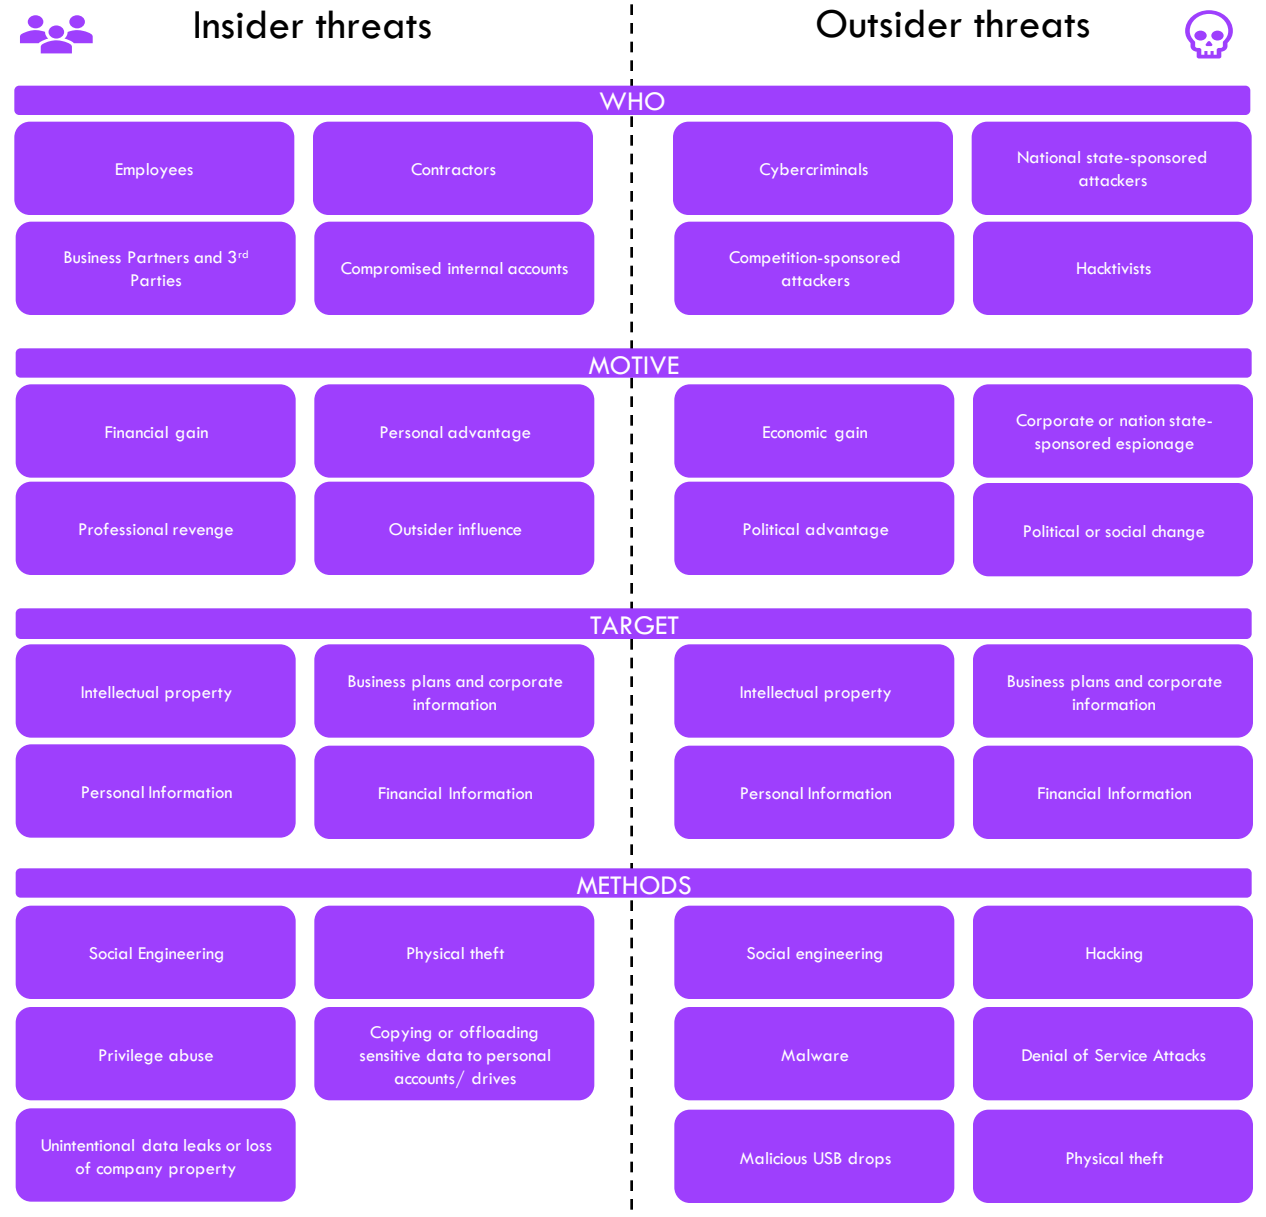 Insider threats
Outsider threats
WHO
Employees
Contractors
Cybercriminals
National state-sponsored
attackers
Business Partners and 3rd
Parties
Compromised internal accounts
Competition-sponsored
attackers
Hacktivists
MOTIVE
Financial gain
Personal advantage
Economic gain
Corporate or nation state-
sponsored espionage
Professional revenge
Outsider influence
Political advantage
Political or social change
TARGET
Intellectual property
Business plans and corporate
information
Intellectual property
Business plans and corporate
information
Personal Information
Financial Information
Personal Information
Financial Information
METHODS
Social Engineering
Physical theft
Social engineering
Hacking
Privilege abuse
Copying or offloading
sensitive data to personal
accounts/ drives
Malware
Denial of Service Attacks
Unintentional data leaks or loss
of company property
Malicious USB drops
Physical theft